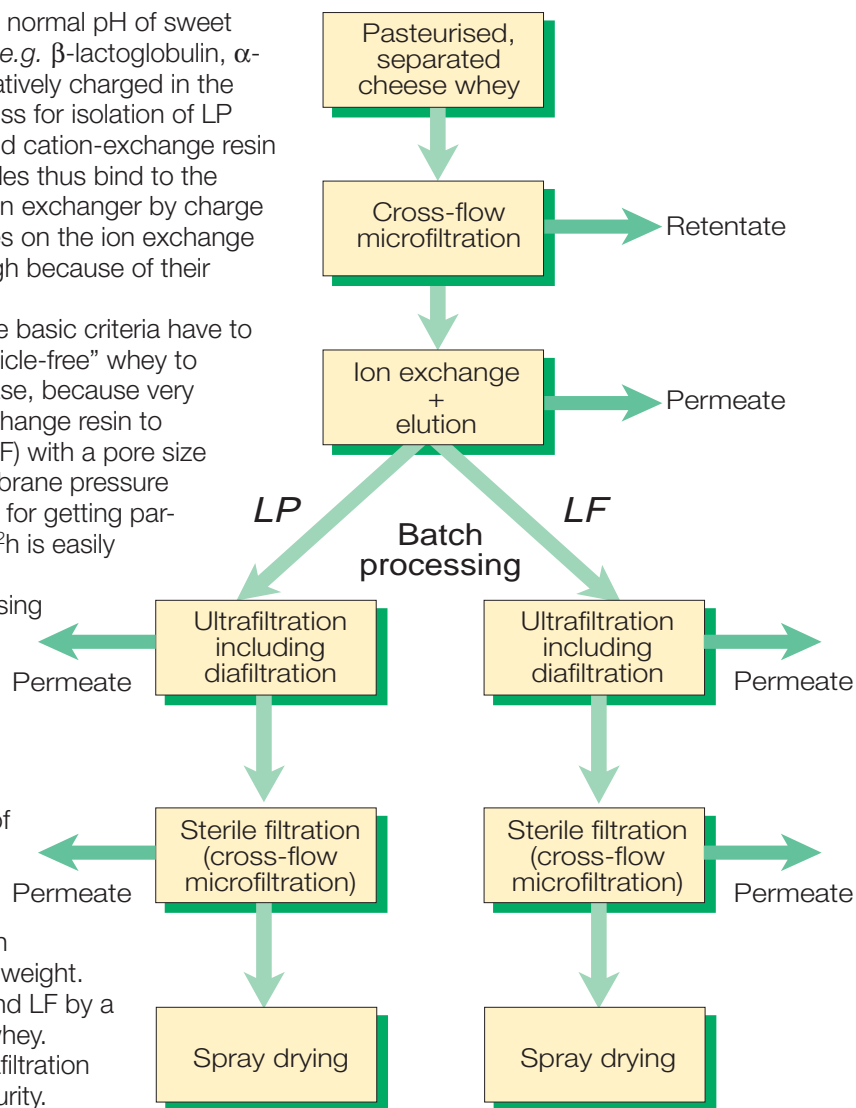 normal pH of sweet
e.g. β-lactoglobulin, α-
atively charged in the
ss for isolation of LP
d cation-exchange resin
les thus bind to the
n exchanger by charge
es on the ion exchange
gh because of their
e basic criteria have to
icle-free” whey to
se, because very
change resin to
F) with a pore size
brane pressure
for getting par-
²h is easily
sing
of
n
weight.
nd LF by a
whey.
afiltration
urity.
Pasteurised,
separated
cheese whey
Cross-flow
microfiltration
Retentate
Ion exchange
+
elution
Permeate
LP
LF
Batch
processing
Ultrafiltration
including
diafiltration
Permeate
Ultrafiltration
including
diafiltration
Permeate
Sterile filtration
(cross-flow
microfiltration)
Permeate
Sterile filtration
(cross-flow
microfiltration)
Permeate
Spray drying
Spray drying